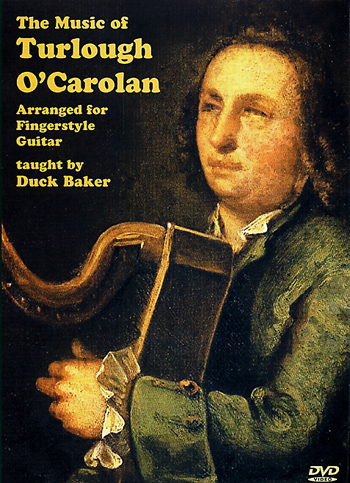 The Music of
Turlough
O'Carolan
Arranged for
Fingerstyle
Guitar
taught by
Duck Baker
DVD
VIDEO